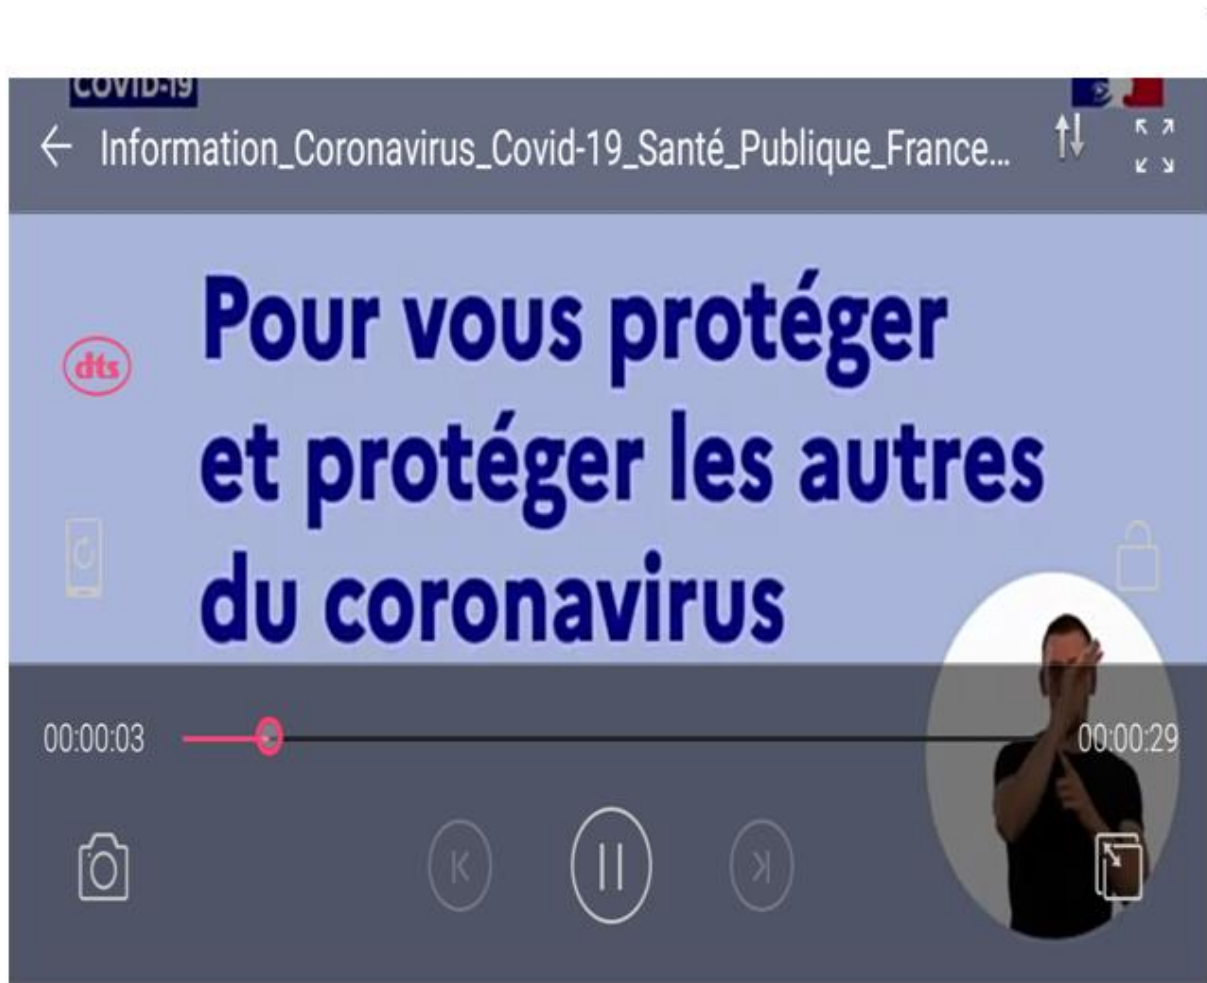 COVID-19
Information_Coronavirus_Covid-19_Santé_Publique_France...
Pour vous protéger
dts
et protéger les autres
du coronavirus
00:00:03
00:00:29